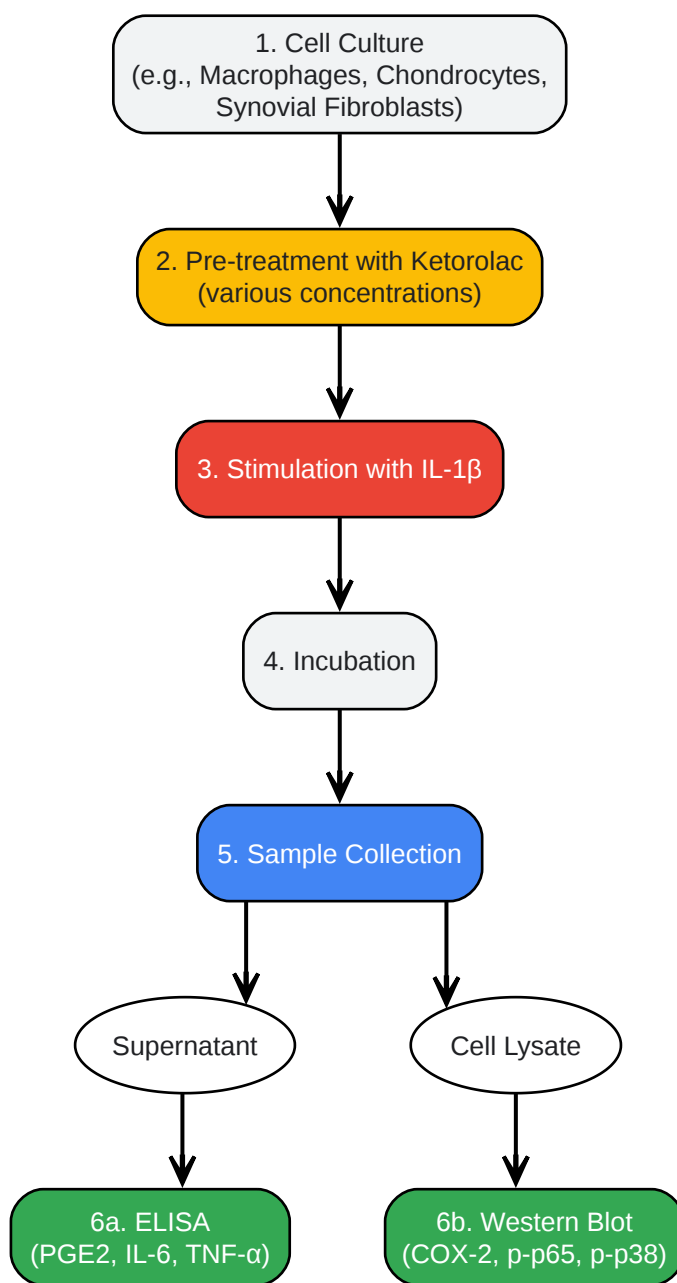 1. Cell Culture
(e.g., Macrophages, Chondrocytes,
Synovial Fibroblasts)
2. Pre-treatment with Ketorolac
(various concentrations)
3. Stimulation with IL-1β
4. Incubation
5. Sample Collection
Supernatant
Cell Lysate
6a. ELISA
(PGE2, IL-6, TNF-α)
6b. Western Blot
(COX-2, p-p65, p-p38)